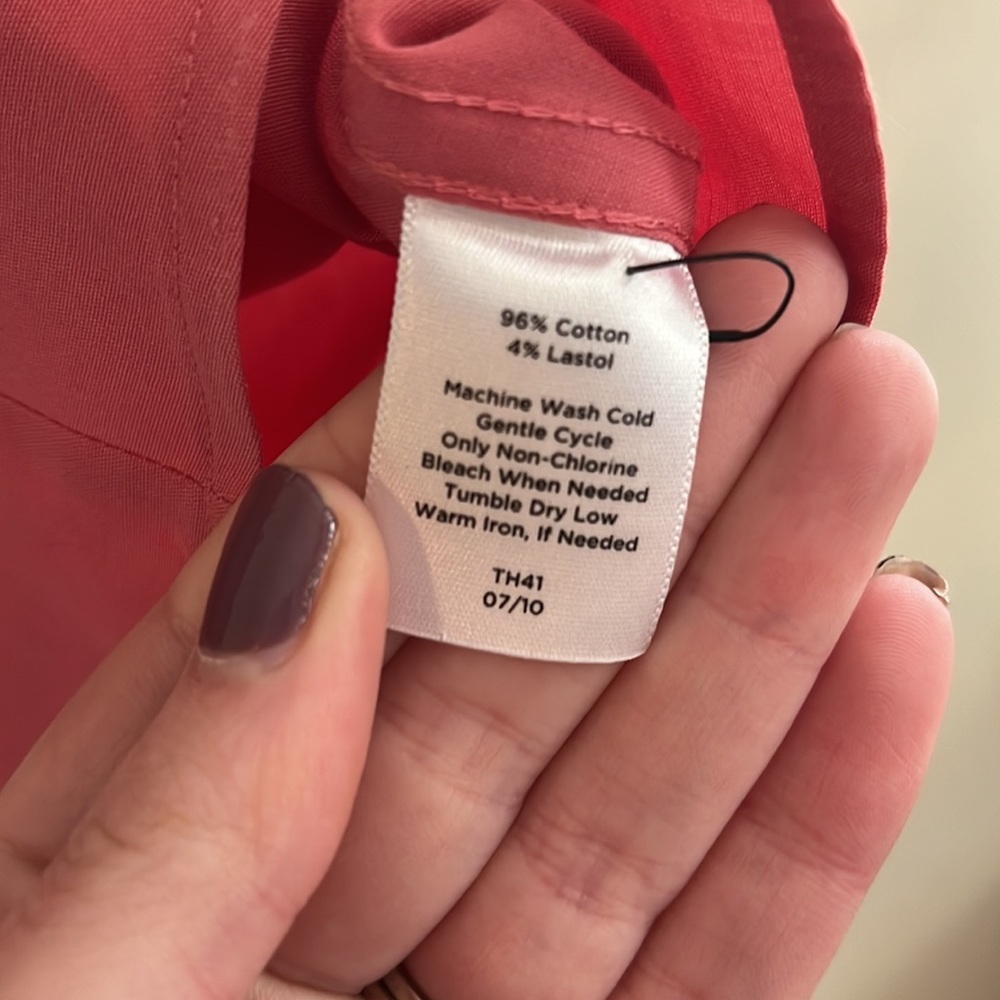 96% Cotton
4% Lastol
Machine Wash Cold
Gentle Cycle
Only Non-Chlorine
Bleach When Needed
Tumble Dry Low
Warm Iron, If Needed
TH41
07/10